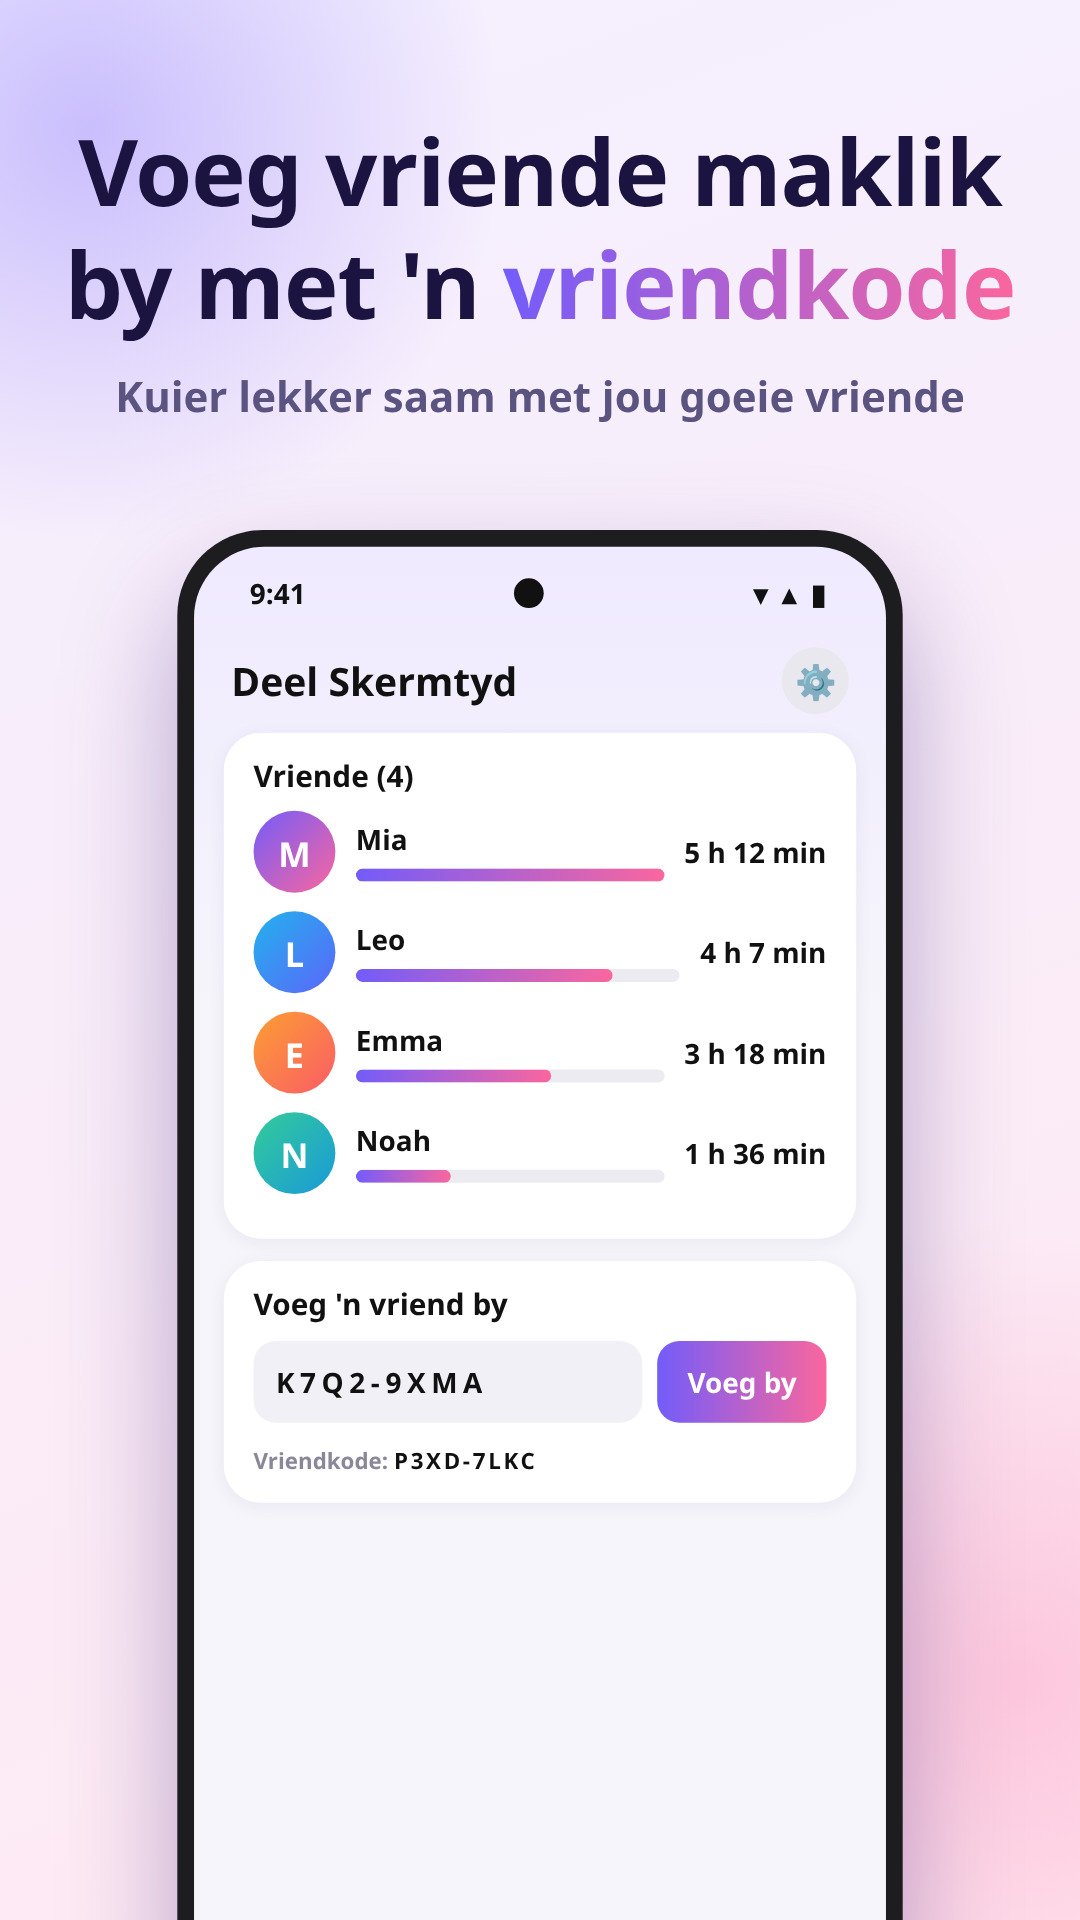 Voeg vriende maklik
by met 'n vriendkode
Kuier lekker saam met jou goeie vriende
9:41
Deel Skermtyd
Vriende (4)
M
Mia
5 h 12 min
L
Leo
4 h 7 min
E
Emma
3 h 18 min
N
Noah
1 h 36 min
Voeg 'n vriend by
K7Q2-9XMA
Voeg by
Vriendkode: P3XD-7LKC